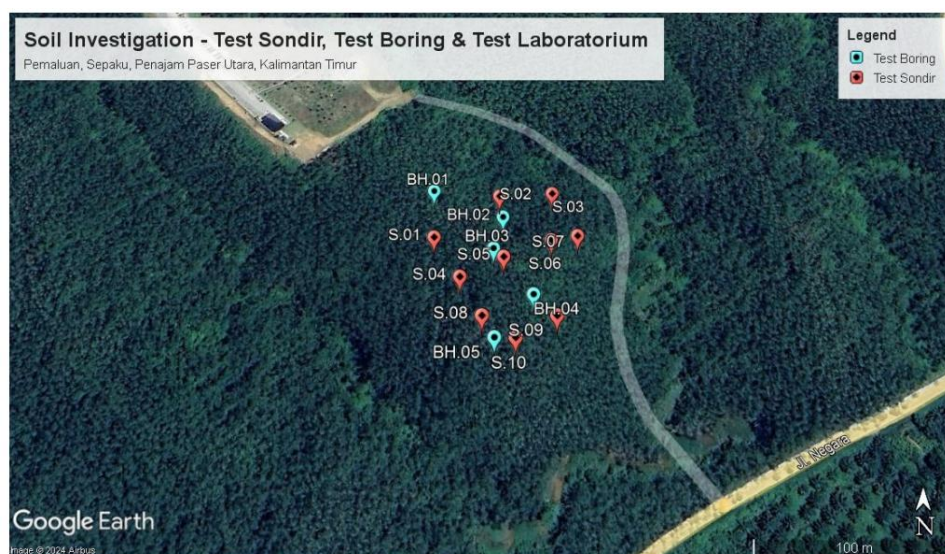 Soil Investigation - Test Sondir, Test Boring & Test Laboratorium
Pemaluan, Sepaku, Penajam Paser Utara, Kalimantan Timur
Legend
Test Boring
Test Sondir
BH.01
S.02
S.03
BH.02
S.01
BH.03
S.07
S.05
S.06
S.04
S.08
BH.04
S.09
BH.05
S.10
Jl. Negara
Google Earth
Image © 2024 Airbus
100 m
N